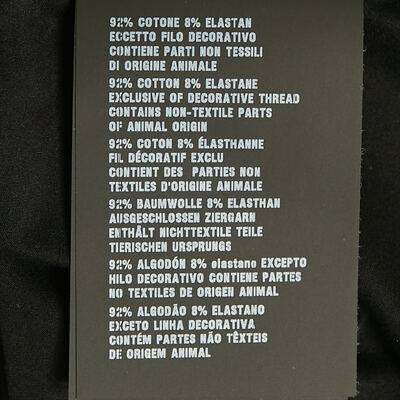 92% COTONE 8% ELASTAN
ECCETTO FILO DECORATIVO
CONTIENE PARTI NON TESSILI
DI ORIGINE ANIMALE
92% COTTON 8% ELASTANE
EXCLUSIVE OF DECORATIVE THREAD
CONTAINS NON-TEXTILE PARTS
OF ANIMAL ORIGIN
92% COTON 8% ÉLASTHANNE
FIL DÉCORATIF EXCLU
CONTIENT DES PARTIES NON
TEXTILES D'ORIGINE ANIMALE
92% BAUMWOLLE 8% ELASTHAN
AUSGESCHLOSSEN ZIERGARN
ENTHÄLT NICHTTEXTILE TEILE
TIERISCHEN URSPRUNGS
92% ALGODÓN 8% elastano EXCEPTO
HILO DECORATIVO CONTIENE PARTES
NO TEXTILES DE ORIGEN ANIMAL
92% ALGODÃO 8% ELASTANO
EXCETO LINHA DECORATIVA
CONTÉM PARTES NÃO TÊXTEIS
DE ORIGEM ANIMAL